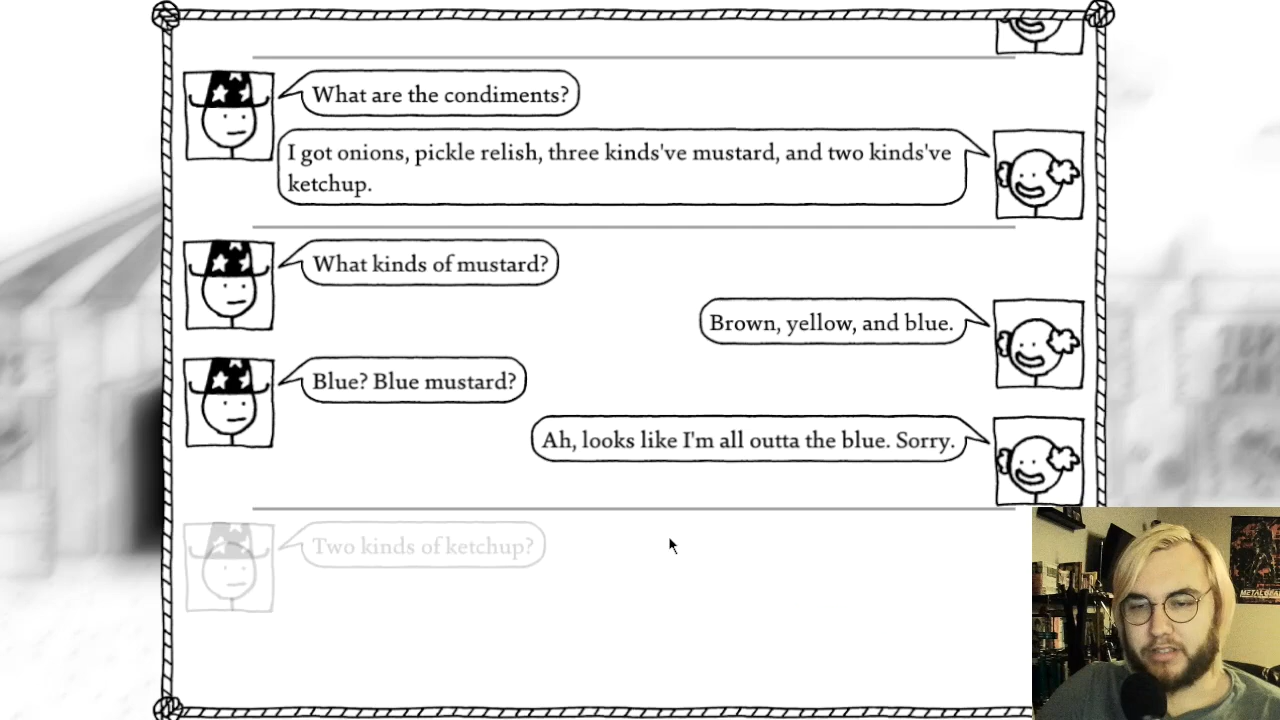 What are the condiments?
I got onions, pickle relish, three kinds've mustard, and two kinds've
ketchup.
What kinds of mustard?
Brown, yellow, and blue.
Blue? Blue mustard?
Ah, looks like I'm all outta the blue. Sorry.
Two kinds of ketchup?